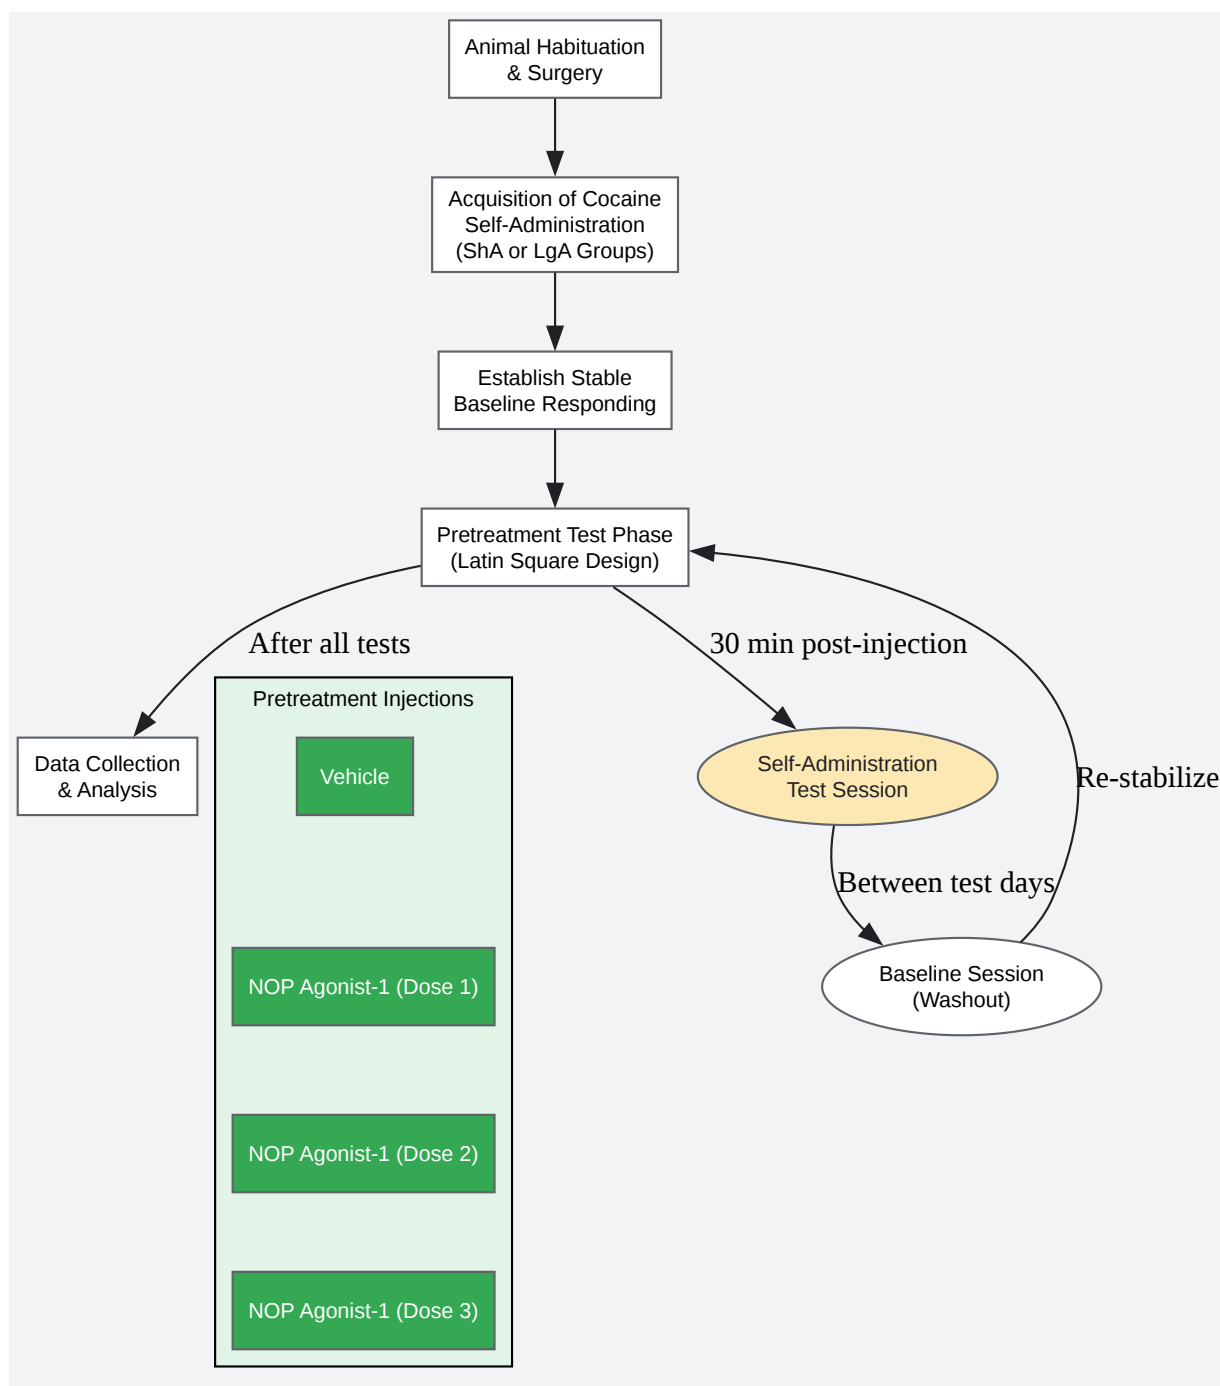 Animal Habituation
& Surgery
Acquisition of Cocaine
Self-Administration
(ShA or LgA Groups)
Establish Stable
Baseline Responding
Pretreatment Test Phase
(Latin Square Design)
After all tests
30 min post-injection
Pretreatment Injections
Data Collection
& Analysis
Vehicle
Self-Administration
Test Session
Re-stabilize
Between test days
NOP Agonist-1 (Dose 1)
Baseline Session
(Washout)
NOP Agonist-1 (Dose 2)
NOP Agonist-1 (Dose 3)